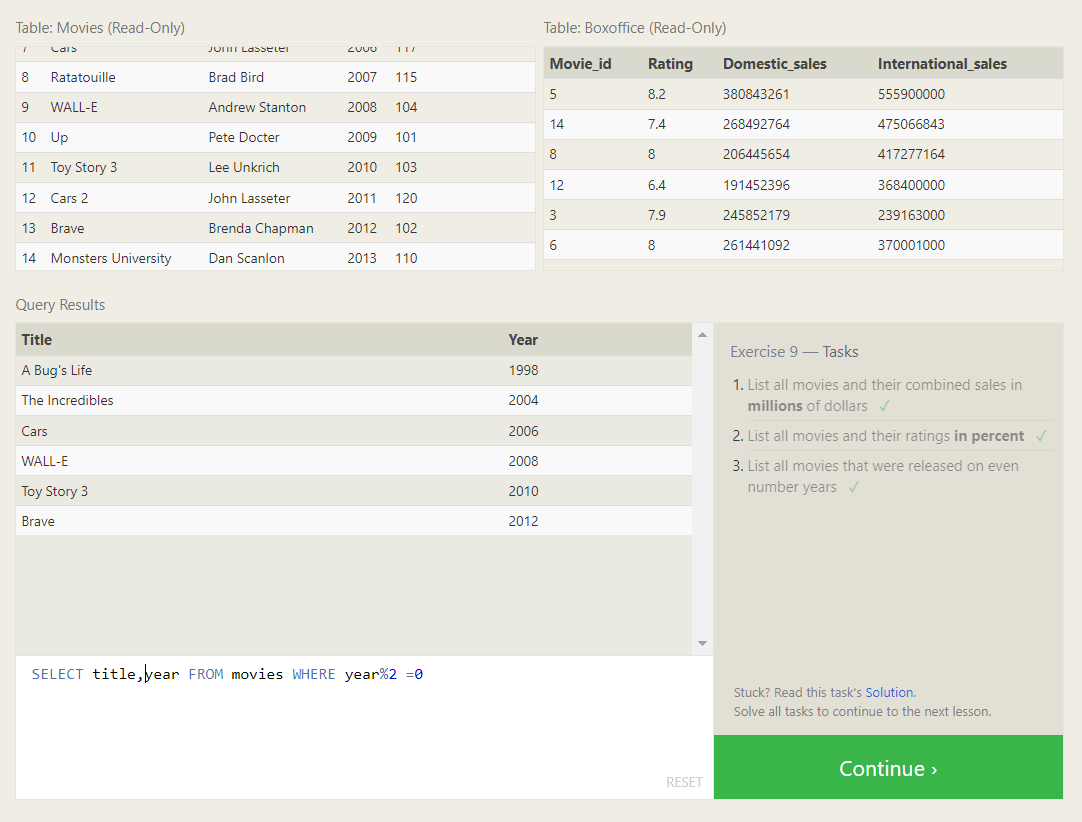 Table: Movies (Read-Only)
7 Cars John Lasseter 2006 117
8 Ratatouille Brad Bird 2007 115
9 WALL-E Andrew Stanton 2008 104
10 Up Pete Docter 2009 101
11 Toy Story 3 Lee Unkrich 2010 103
12 Cars 2 John Lasseter 2011 120
13 Brave Brenda Chapman 2012 102
14 Monsters University Dan Scanlon 2013 110
Table: Boxoffice (Read-Only)
Movie_id Rating Domestic_sales International_sales
5 8.2 380843261 555900000
14 7.4 268492764 475066843
8 8 206445654 417277164
12 6.4 191452396 368400000
3 7.9 245852179 239163000
6 8 261441092 370001000
Query Results
Title Year
A Bug's Life 1998
The Incredibles 2004
Cars 2006
WALL-E 2008
Toy Story 3 2010
Brave 2012
SELECT title,year FROM movies WHERE year%2 =0
RESET
Exercise 9 — Tasks
1. List all movies and their combined sales in
millions of dollars ✓
2. List all movies and their ratings in percent ✓
3. List all movies that were released on even
number years ✓
Stuck? Read this task's Solution.
Solve all tasks to continue to the next lesson.
Continue ›